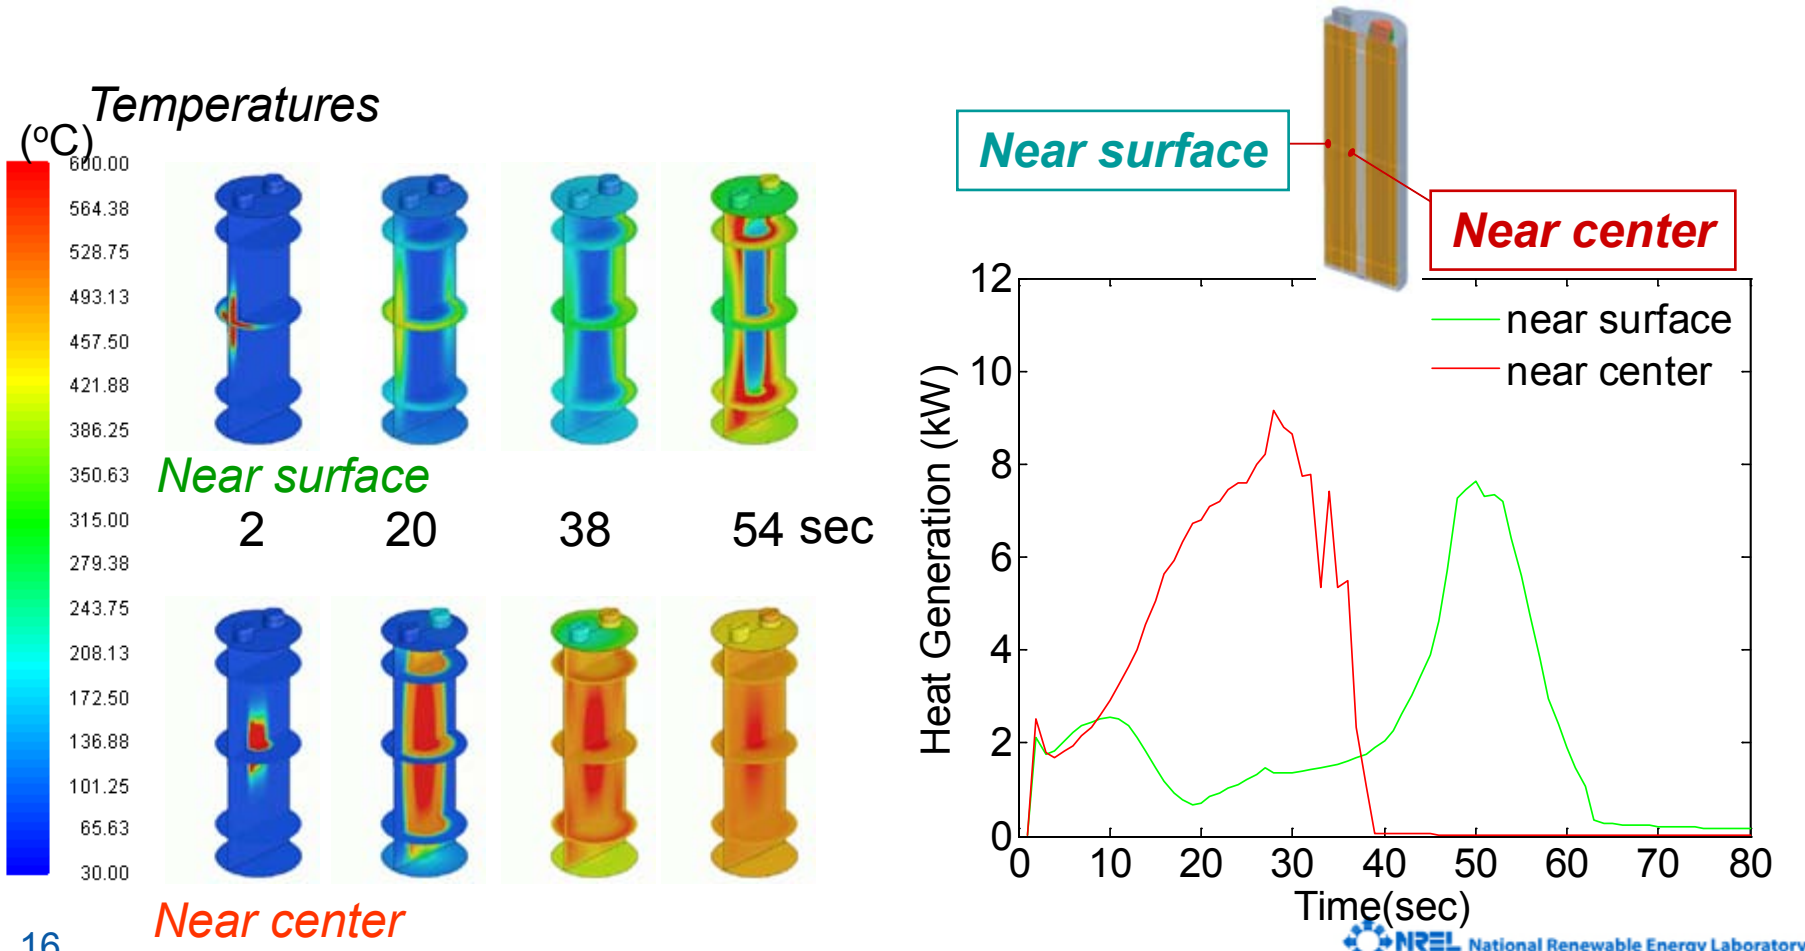 Temperatures
(°C)
600.00
564.38
528.75
493.13
457.50
421.88
386.25
350.63
315.00
279.38
243.75
208.13
172.50
136.88
101.25
65.63
30.00
Near surface
2 20 38 54 sec
Near center
16
Near surface
Near center
near surface
near center
Heat Generation (kW)
12
10
8
6
4
2
0
0 10 20 30 40 50 60 70 80
Time(sec)
NREL National Renewable Energy Laboratory